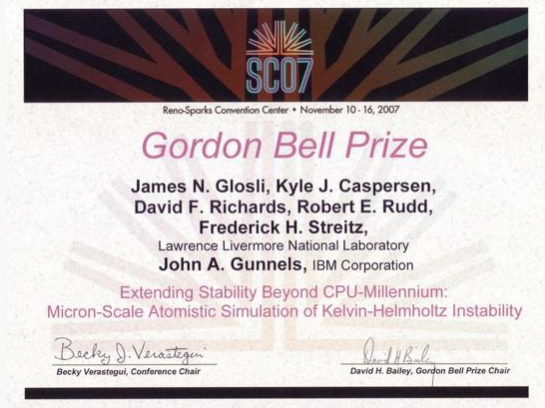 SC07
Reno-Sparks Convention Center • November 10 - 16, 2007
Gordon Bell Prize
James N. Glosli, Kyle J. Caspersen,
David F. Richards, Robert E. Rudd,
Frederick H. Streitz,
Lawrence Livermore National Laboratory
John A. Gunnels, IBM Corporation
Extending Stability Beyond CPU-Millennium:
Micron-Scale Atomistic Simulation of Kelvin-Helmholtz Instability
Becky J. Verastegui
David H Bailey
Becky Verastegui, Conference Chair
David H. Bailey, Gordon Bell Prize Chair